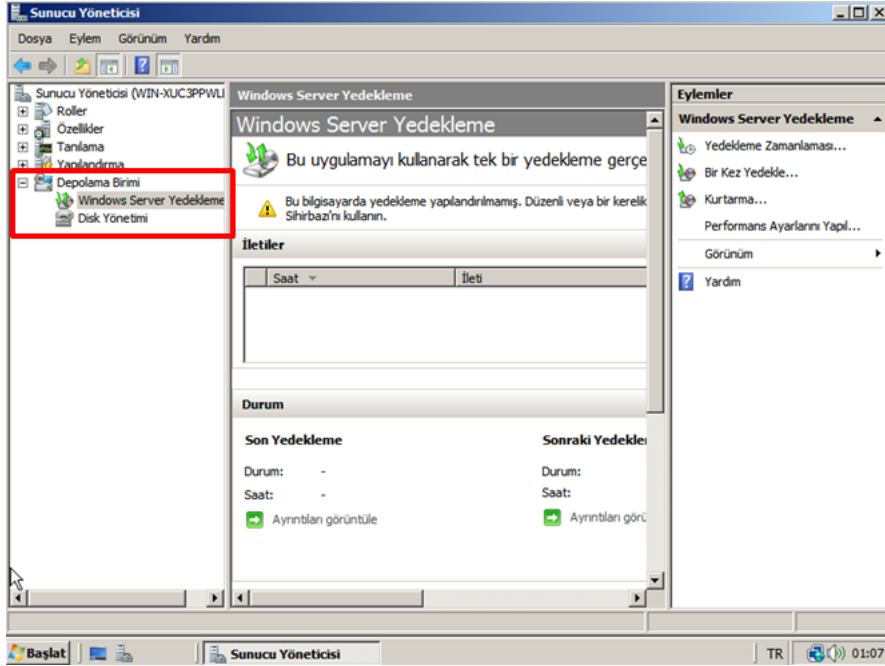 Sunucu Yöneticisi
Dosya Eylem Görünüm Yardım
Sunucu Yöneticisi (WIN-XUC3PPWLI
Roller
Özellikler
Tanılama
Yapılandırma
Depolama Birimi
Windows Server Yedekleme
Disk Yönetimi
Windows Server Yedekleme
Windows Server Yedekleme
Bu uygulamayı kullanarak tek bir yedekleme gerçe
Bu bilgisayarda yedekleme yapılandırılmamış. Düzenli veya bir kerelik
Sihirbazı'nı kullanın.
İletiler
Saat İleti
Durum
Son Yedekleme Sonraki Yedekle
Durum: - Durum:
Saat: - Saat:
Ayrıntıları görüntüle Ayrıntıları görü
Eylemler
Windows Server Yedekleme
Yedekleme Zamanlaması...
Bir Kez Yedekle...
Kurtarma...
Performans Ayarlarını Yapıl...
Görünüm
Yardım
Başlat Sunucu Yöneticisi TR 01:07